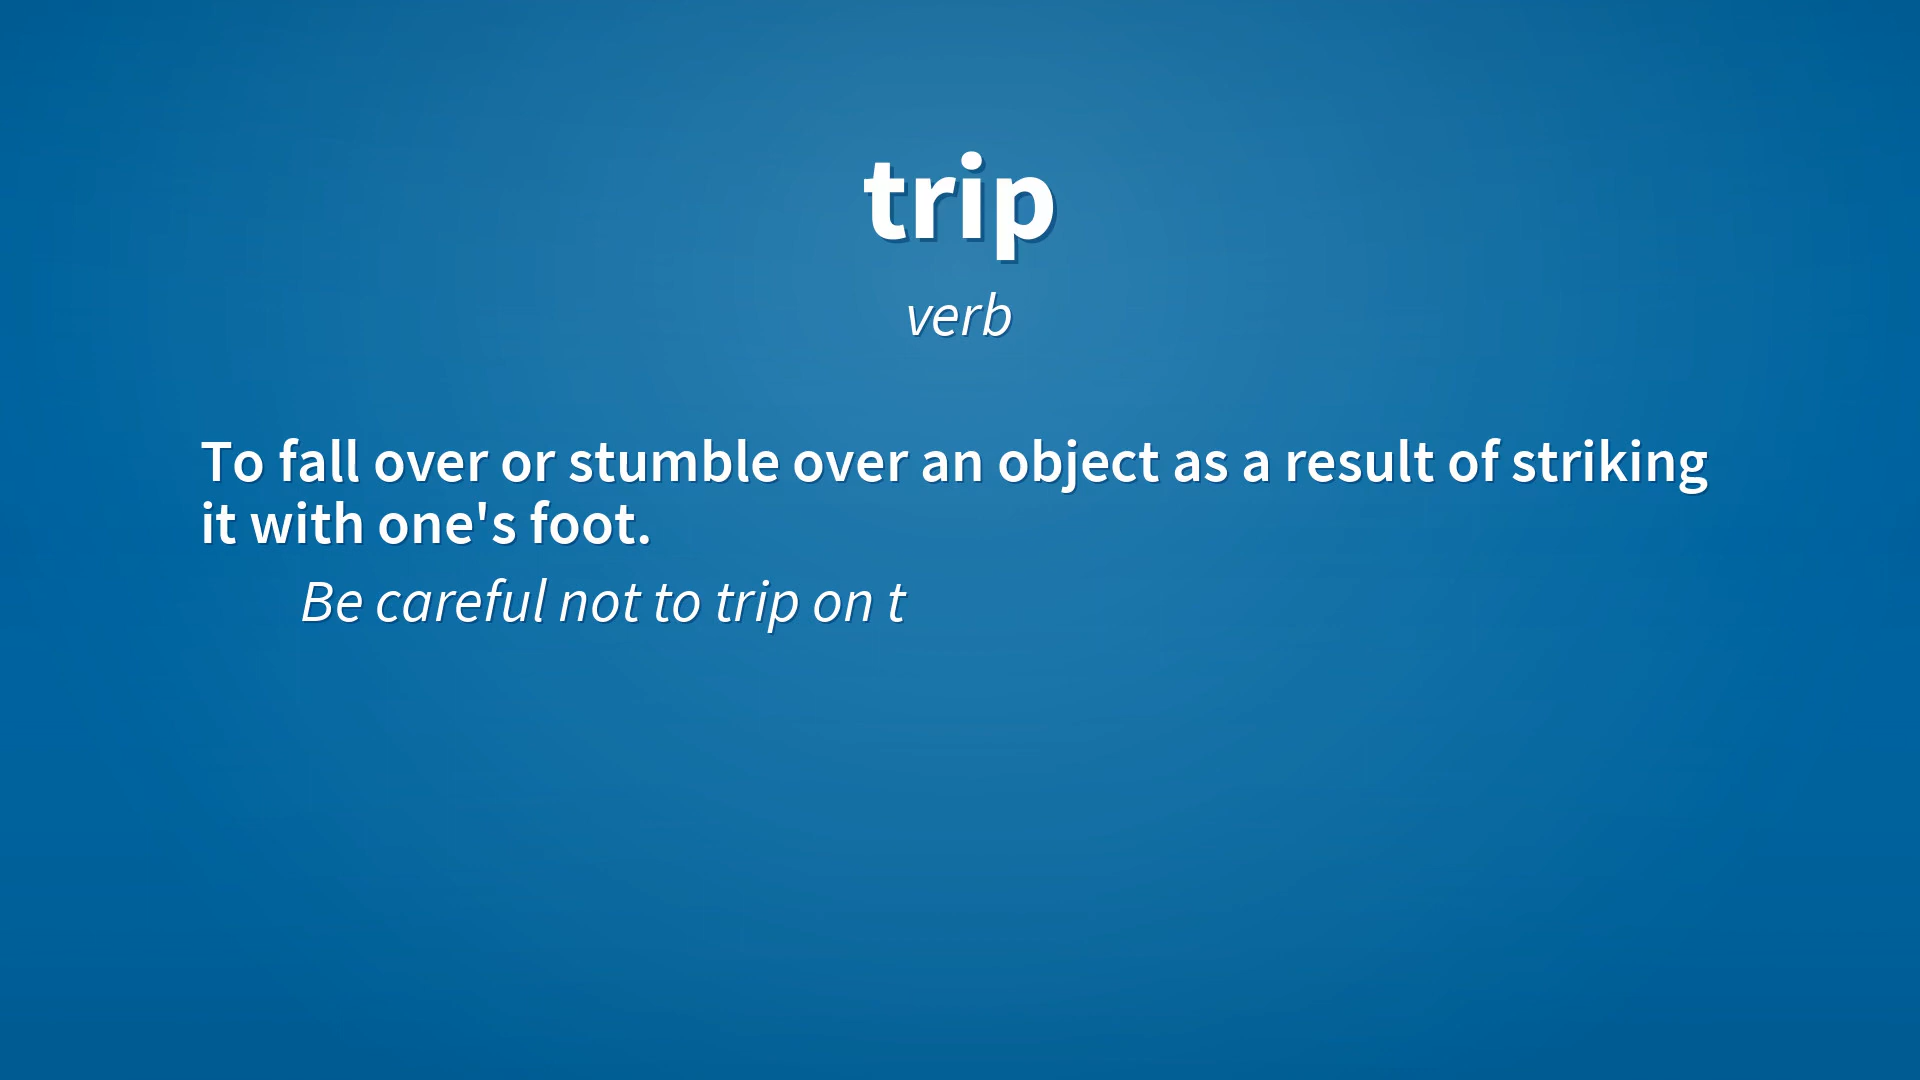 trip
verb
To fall over or stumble over an object as a result of striking
it with one's foot.
Be careful not to trip on t